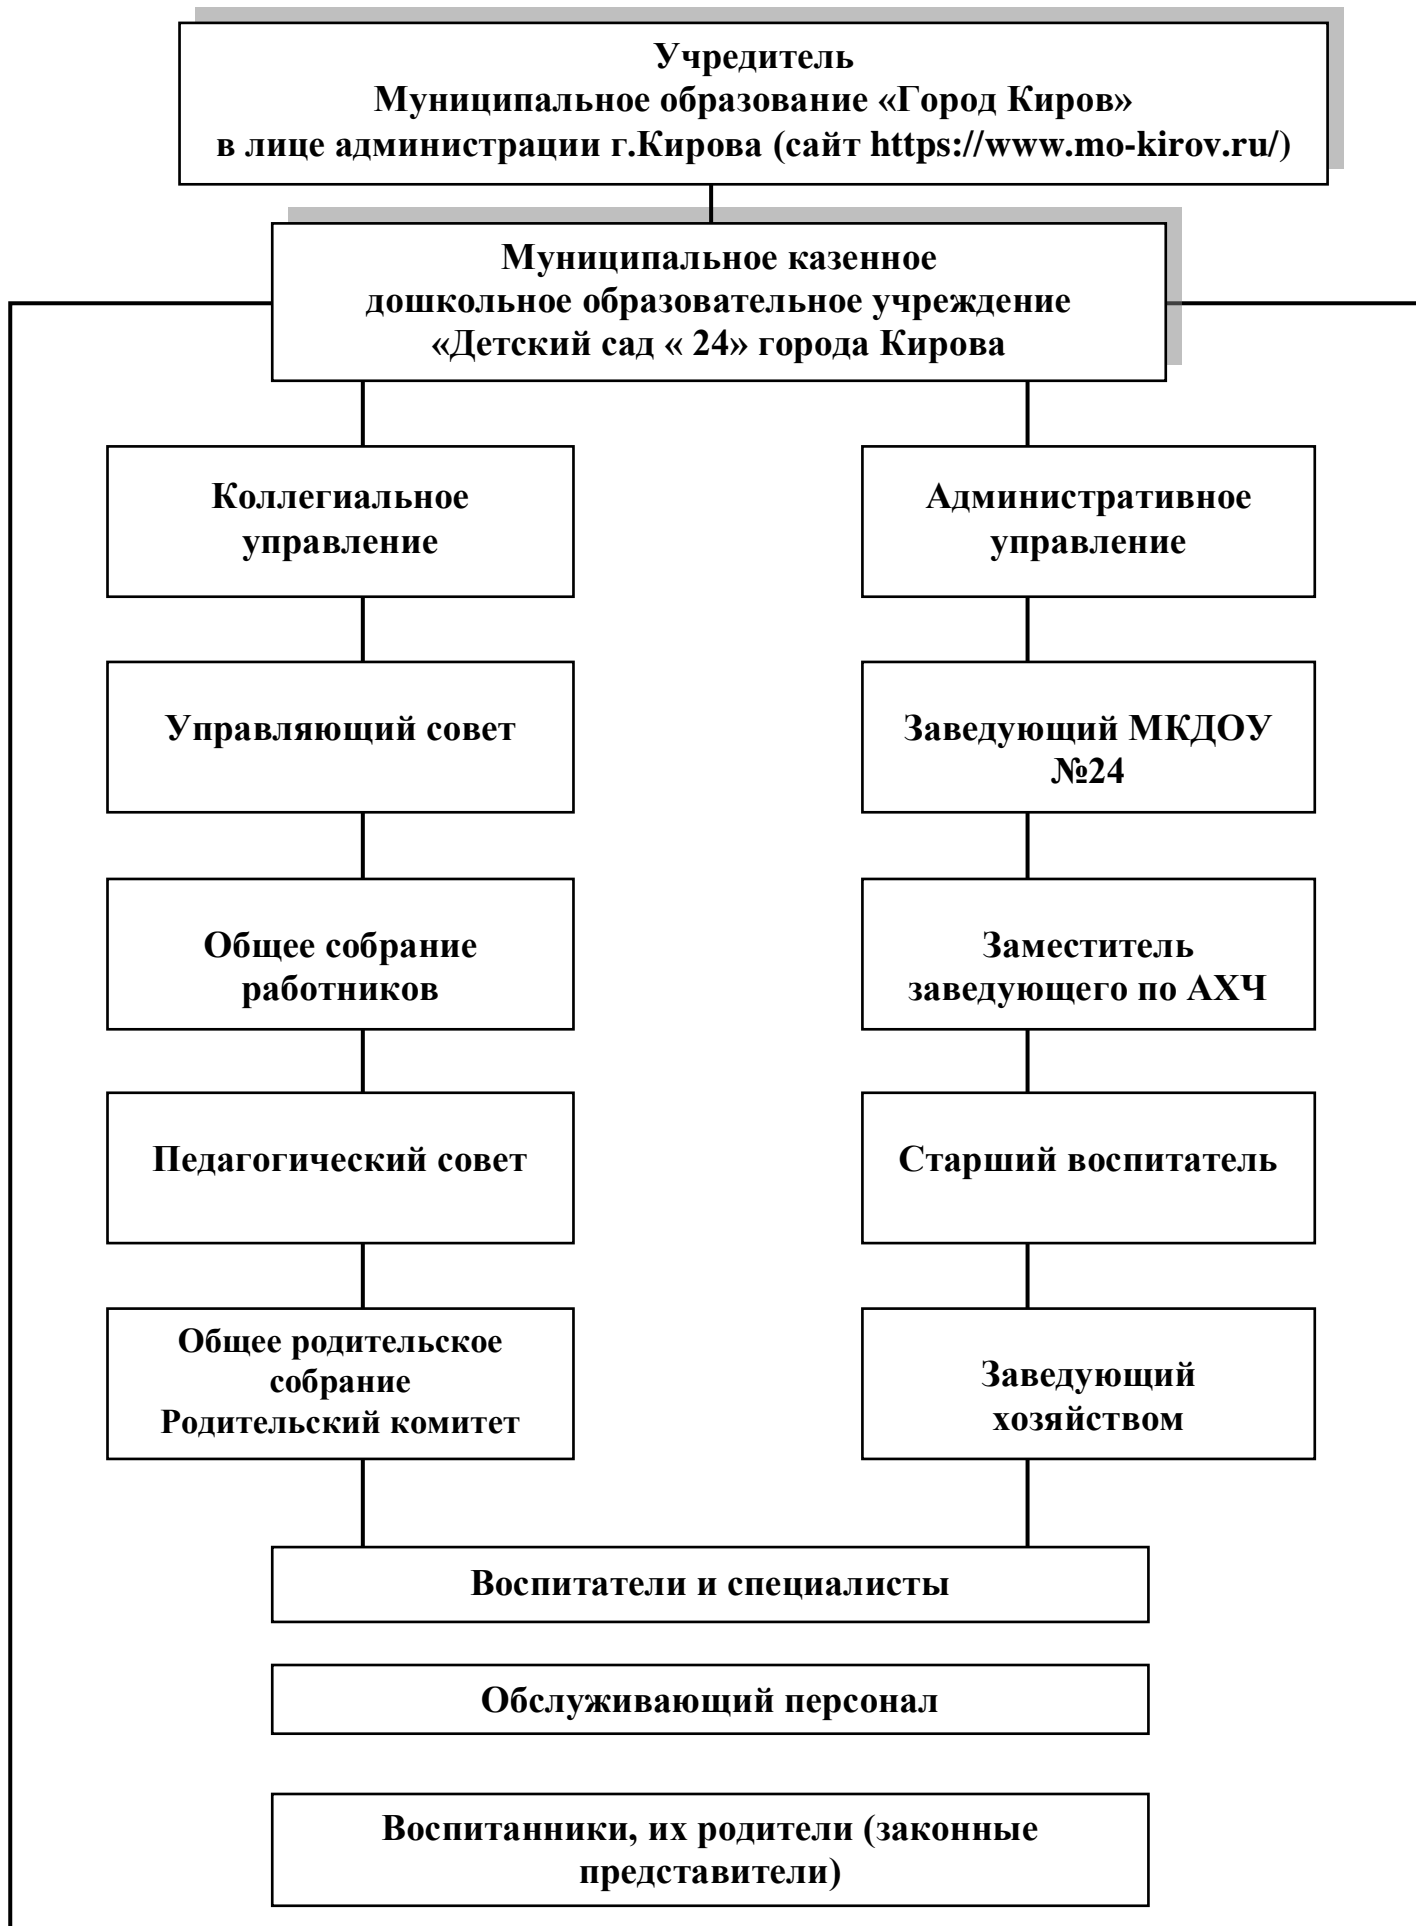 Учредитель
Муниципальное образование «Город Киров»
в лице администрации г.Кирова (сайт https://www.mo-kirov.ru/)
Муниципальное казенное
дошкольное образовательное учреждение
«Детский сад « 24» города Кирова
Коллегиальное
управление
Административное
управление
Управляющий совет
Заведующий МКДОУ
№24
Общее собрание
работников
Заместитель
заведующего по АХЧ
Педагогический совет
Старший воспитатель
Общее родительское
собрание
Родительский комитет
Заведующий
хозяйством
Воспитатели и специалисты
Обслуживающий персонал
Воспитанники, их родители (законные
представители)